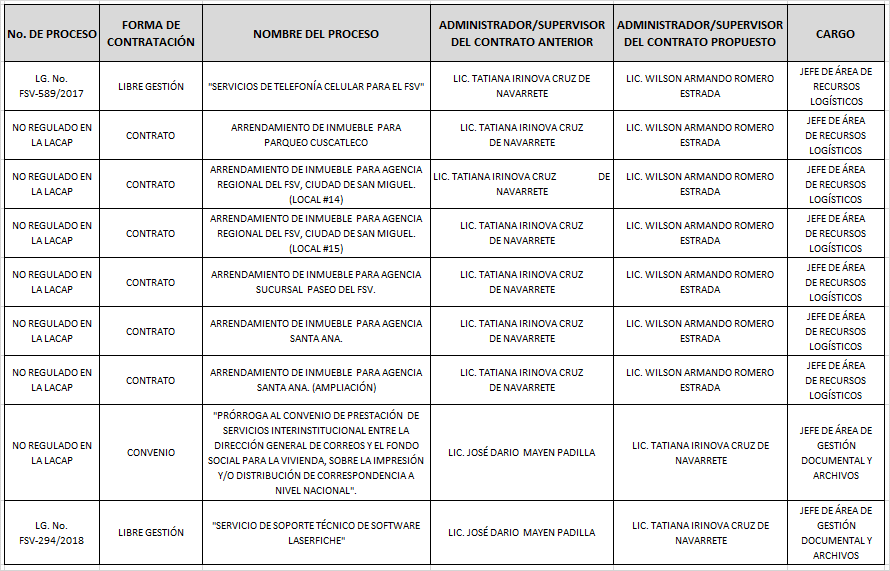 No. DE PROCESO
FORMA DE
CONTRATACIÓN
NOMBRE DEL PROCESO
ADMINISTRADOR/SUPERVISOR
DEL CONTRATO ANTERIOR
ADMINISTRADOR/SUPERVISOR
DEL CONTRATO PROPUESTO
CARGO
LG. No.
FSV-589/2017
LIBRE GESTIÓN
"SERVICIOS DE TELEFONÍA CELULAR PARA EL FSV"
LIC. TATIANA IRINOVA CRUZ DE
NAVARRETE
LIC. WILSON ARMANDO ROMERO
ESTRADA
JEFE DE ÁREA DE
RECURSOS
LOGÍSTICOS
NO REGULADO EN
LA LACAP
CONTRATO
ARRENDAMIENTO DE INMUEBLE PARA
PARQUEO CUSCATLECO
LIC. TATIANA IRINOVA CRUZ
DE NAVARRETE
LIC. WILSON ARMANDO ROMERO
ESTRADA
JEFE DE ÁREA
DE RECURSOS
LOGÍSTICOS
NO REGULADO EN
LA LACAP
CONTRATO
ARRENDAMIENTO DE INMUEBLE PARA AGENCIA
REGIONAL DEL FSV, CIUDAD DE SAN MIGUEL.
(LOCAL #14)
LIC. TATIANA IRINOVA CRUZ DE
NAVARRETE
LIC. WILSON ARMANDO ROMERO
ESTRADA
JEFE DE ÁREA
DE RECURSOS
LOGÍSTICOS
NO REGULADO EN
LA LACAP
CONTRATO
ARRENDAMIENTO DE INMUEBLE PARA AGENCIA
REGIONAL DEL FSV, CIUDAD DE SAN MIGUEL.
(LOCAL #15)
LIC. TATIANA IRINOVA CRUZ
DE NAVARRETE
LIC. WILSON ARMANDO ROMERO
ESTRADA
JEFE DE ÁREA
DE RECURSOS
LOGÍSTICOS
NO REGULADO EN
LA LACAP
CONTRATO
ARRENDAMIENTO DE INMUEBLE PARA AGENCIA
SUCURSAL PASEO DEL FSV.
LIC. TATIANA IRINOVA CRUZ
DE NAVARRETE
LIC. WILSON ARMANDO ROMERO
ESTRADA
JEFE DE ÁREA
DE RECURSOS
LOGÍSTICOS
NO REGULADO EN
LA LACAP
CONTRATO
ARRENDAMIENTO DE INMUEBLE PARA AGENCIA
SANTA ANA.
LIC. TATIANA IRINOVA CRUZ
DE NAVARRETE
LIC. WILSON ARMANDO ROMERO
ESTRADA
JEFE DE ÁREA
DE RECURSOS
LOGÍSTICOS
NO REGULADO EN
LA LACAP
CONTRATO
ARRENDAMIENTO DE INMUEBLE PARA AGENCIA
SANTA ANA. (AMPLIACIÓN)
LIC. TATIANA IRINOVA CRUZ
DE NAVARRETE
LIC. WILSON ARMANDO ROMERO
ESTRADA
JEFE DE ÁREA
DE RECURSOS
LOGÍSTICOS
NO REGULADO EN
LA LACAP
CONVENIO
"PRÓRROGA AL CONVENIO DE PRESTACIÓN DE
SERVICIOS INTERINSTITUCIONAL ENTRE LA
DIRECCIÓN GENERAL DE CORREOS Y EL FONDO
SOCIAL PARA LA VIVIENDA, SOBRE LA IMPRESIÓN
Y/O DISTRIBUCIÓN DE CORRESPONDENCIA A
NIVEL NACIONAL".
LIC. JOSÉ DARIO MAYEN PADILLA
LIC. TATIANA IRINOVA CRUZ DE
NAVARRETE
JEFE DE ÁREA DE
GESTIÓN
DOCUMENTAL Y
ARCHIVOS
LG. No.
FSV-294/2018
LIBRE GESTIÓN
"SERVICIO DE SOPORTE TÉCNICO DE SOFTWARE
LASERFICHE"
LIC. JOSÉ DARIO MAYEN PADILLA
LIC. TATIANA IRINOVA CRUZ DE
NAVARRETE
JEFE DE ÁREA DE
GESTIÓN
DOCUMENTAL Y
ARCHIVOS